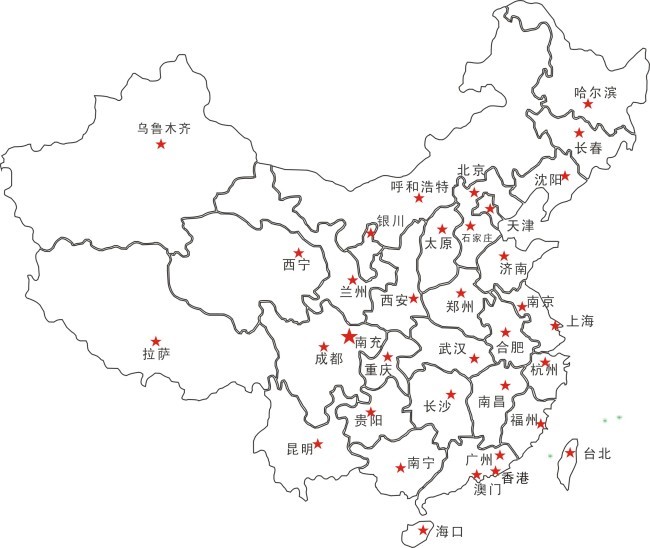 哈尔滨
乌鲁木齐
长春
北京
沈阳
呼和浩特
银川
天津
石家庄
太原
西宁
济南
兰州
西安
郑州
南京
上海
南充
拉萨
成都
武汉
合肥
重庆
杭州
长沙
南昌
贵阳
福州
昆明
台北
南宁
广州
香港
澳门
海口